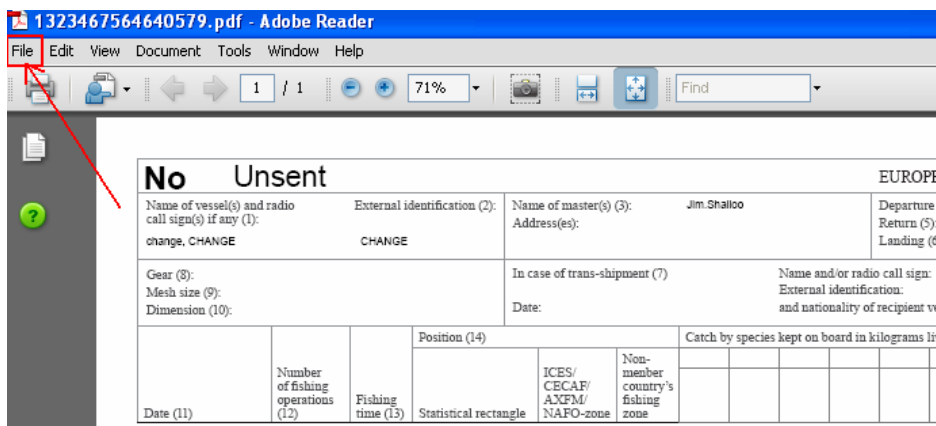 1323467564640579.pdf - Adobe Reader
File Edit View Document Tools Window Help
1 / 1 71% Find
No Unsent EUROPE
Name of vessel(s) and radio call sign(s) if any (1):
change, CHANGE
External identification (2):
CHANGE
Name of master(s) (3): Jim.Shalloo
Address(es):
Departure
Return (5):
Landing (6
Gear (8):
Mesh size (9):
Dimension (10):
In case of trans-shipment (7)
Date:
Name and/or radio call sign:
External identification:
and nationality of recipient ve
Position (14)
Catch by species kept on board in kilograms li
Date (11)
Number
of fishing
operations
(12)
Fishing
time (13)
Statistical rectangle
ICES/
CECAF/
AXFM/
NAFO-zone
Non-
menber
country's
fishing
zone